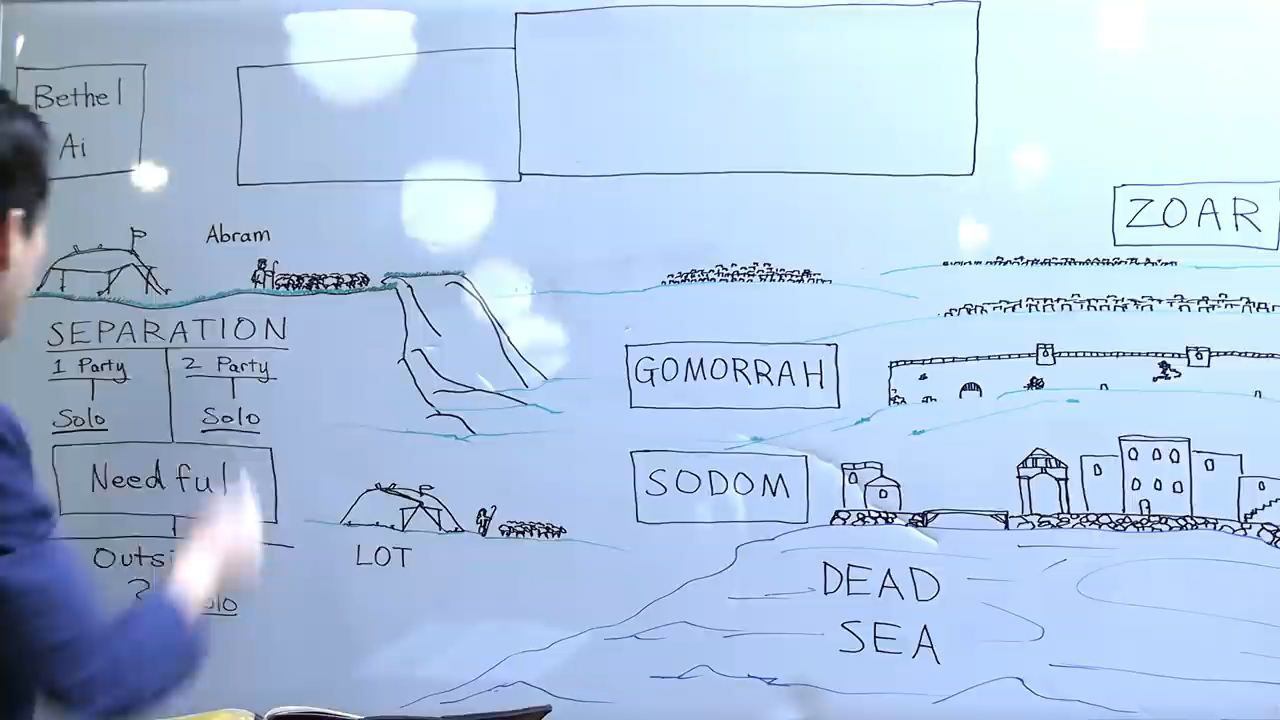 Bethel
Ai
ZOAR
Abram
SEPARATION
1 Party
2 Party
Solo
Solo
GOMORRAH
Needful
SODOM
LOT
?
DEAD
SEA